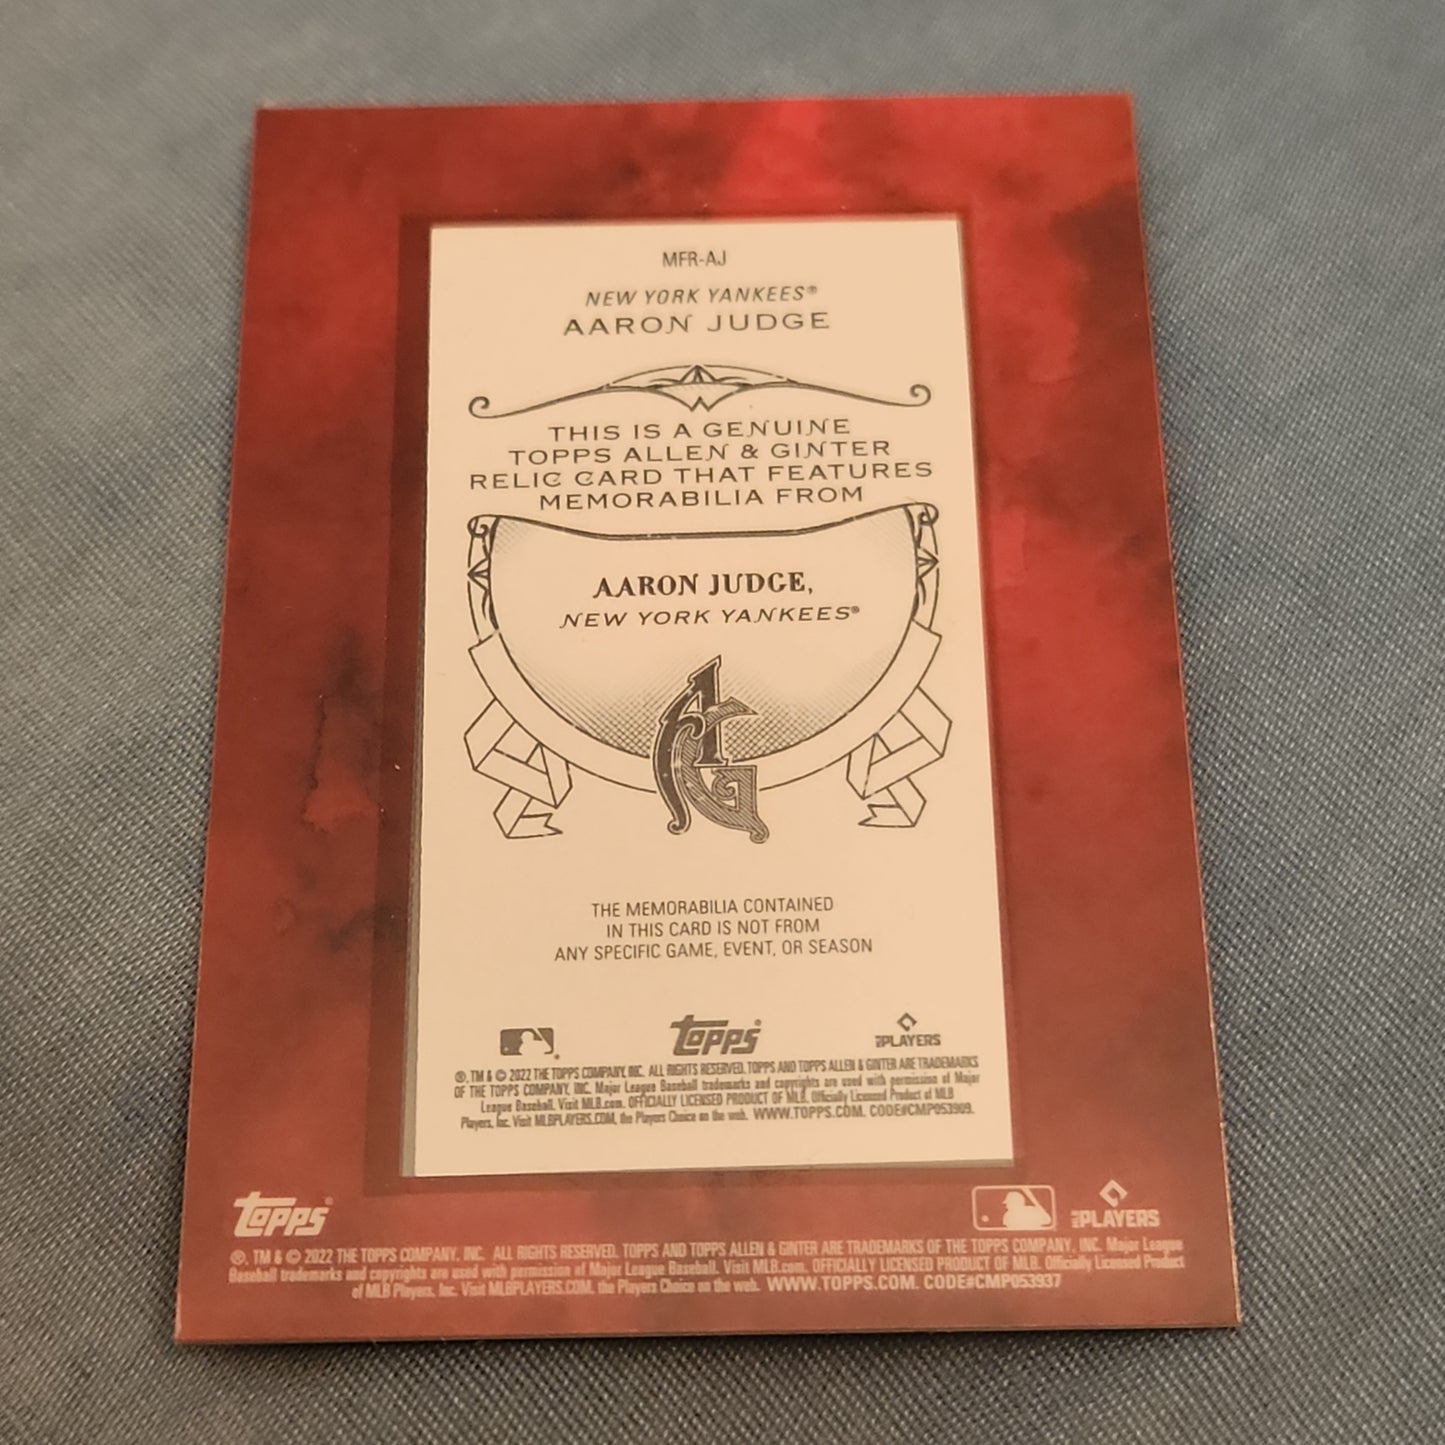 MFR-AJ
NEW YORK YANKEES®
AARON JUDGE
THIS IS A GENUINE
TOPPS ALLEN & GINTER
RELIC CARD THAT FEATURES
MEMORABILIA FROM
AARON JUDGE,
NEW YORK YANKEES®
AG
THE MEMORABILIA CONTAINED
IN THIS CARD IS NOT FROM
ANY SPECIFIC GAME, EVENT, OR SEASON
topps®
PLAYERS
®, TM & © 2022 THE TOPPS COMPANY, INC. ALL RIGHTS RESERVED. TOPPS AND TOPPS ALLEN & GINTER ARE TRADEMARKS
OF THE TOPPS COMPANY, INC. Major League Baseball trademarks and copyrights are used with permission of Major
League Baseball. Visit MLB.com. OFFICIALLY LICENSED PRODUCT OF MLB. Officially Licensed Product of MLB
Players, Inc. Visit MLBPLAYERS.COM, the Players Choice on the web. WWW.TOPPS.COM. CODE#CMP053909.
topps®
MLB PLAYERS
®, TM & © 2022 THE TOPPS COMPANY, INC. ALL RIGHTS RESERVED. TOPPS AND TOPPS ALLEN & GINTER ARE TRADEMARKS OF THE TOPPS COMPANY, INC. Major League
Baseball trademarks and copyrights are used with permission of Major League Baseball. Visit MLB.com. OFFICIALLY LICENSED PRODUCT OF MLB. Officially Licensed Product
of MLB Players, Inc. Visit MLBPLAYERS.COM, the Players Choice on the web. WWW.TOPPS.COM. CODE#CMP053937